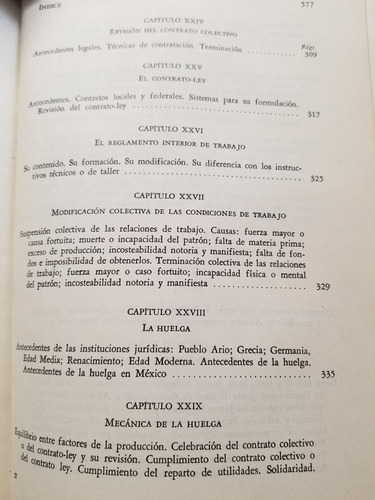 ÍNDICE 577
CAPÍTULO XXIV
REVISIÓN DEL CONTRATO COLECTIVO
Pág.
Antecedentes legales. Técnicas de contratación. Terminación 309
CAPÍTULO XXV
EL CONTRATO-LEY
Antecedentes. Contratos locales y federales. Sistemas para su formulación.
Revisión del contrato-ley 317
CAPÍTULO XXVI
EL REGLAMENTO INTERIOR DE TRABAJO
Su contenido. Su formación. Su modificación. Su diferencia con los instruc-
tivos técnicos o de taller 325
CAPÍTULO XXVII
MODIFICACIÓN COLECTIVA DE LAS CONDICIONES DE TRABAJO
Suspensión colectiva de las relaciones de trabajo. Causas: fuerza mayor o
causa fortuita; muerte o incapacidad del patrón; falta de materia prima;
exceso de producción; incosteabilidad notoria y manifiesta; falta de fon-
dos e imposibilidad de obtenerlos. Terminación colectiva de las relaciones
de trabajo; fuerza mayor o caso fortuito; incapacidad física o mental
del patrón; incosteabilidad notoria y manifiesta 329
CAPÍTULO XXVIII
LA HUELGA
Antecedentes de las instituciones jurídicas: Pueblo Ario; Grecia; Germania,
Edad Media; Renacimiento; Edad Moderna. Antecedentes de la huelga.
Antecedentes de la huelga en México 335
CAPÍTULO XXIX
MECÁNICA DE LA HUELGA
Equilibrio entre factores de la producción. Celebración del contrato colectivo
o del contrato-ley y su revisión. Cumplimiento del contrato colectivo o
del contrato ley. Cumplimiento del reparto de utilidades. Solidaridad.